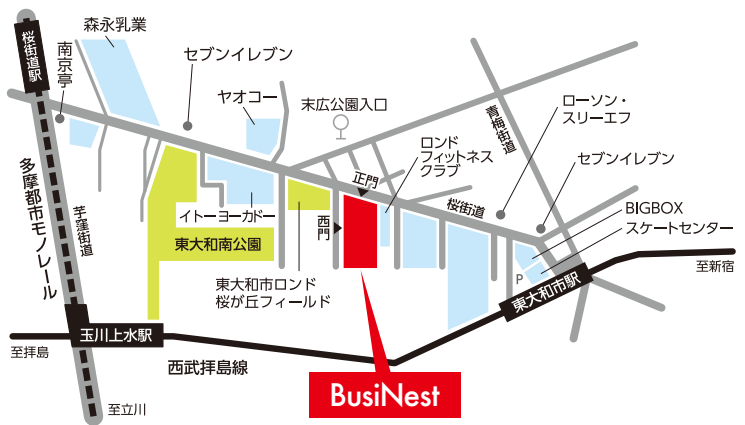 森永乳業
桜街道駅
南京亭
セブンイレブン
ヤオコー
末広公園入口
青梅街道
ローソン・
スリーエフ
ロンド
フィットネス
クラブ
セブンイレブン
正門
桜街道
多摩都市モノレール
芋窪街道
イトーヨーカドー
西門
BIGBOX
スケートセンター
東大和南公園
東大和市ロンド
桜が丘フィールド
P
東大和市駅
至新宿
玉川上水駅
至拝島
西武拝島線
BusiNest
至立川